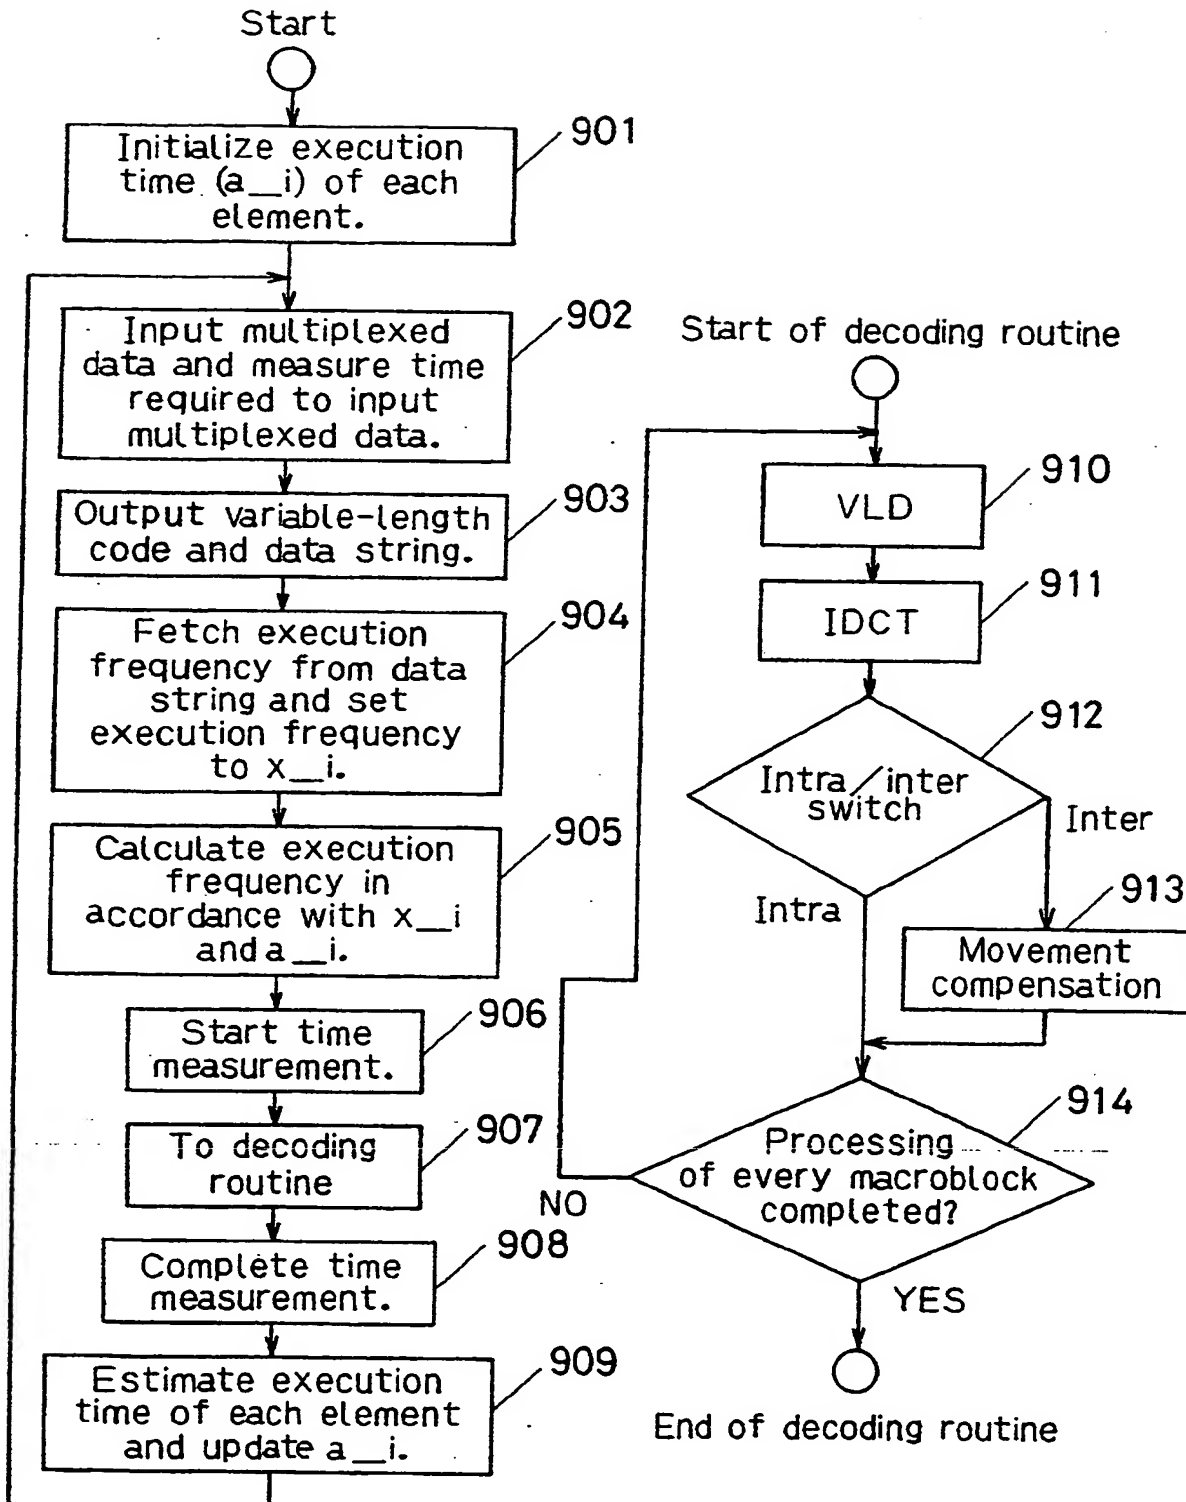 Start
901
Initialize execution
time (a__i) of each
element.
902
Input multiplexed
data and measure time
required to input
multiplexed data.
903
Output variable-length
code and data string.
904
Fetch execution
frequency from data
string and set
execution frequency
to x__i.
905
Calculate execution
frequency in
accordance with x__i
and a__i.
906
Start time
measurement.
907
To decoding
routine
908
Complete time
measurement.
909
Estimate execution
time of each element
and update a__i.
Start of decoding routine
910
VLD
911
IDCT
912
Intra/inter
switch
Inter
Intra
913
Movement
compensation
914
Processing
of every macroblock
completed?
NO
YES
End of decoding routine